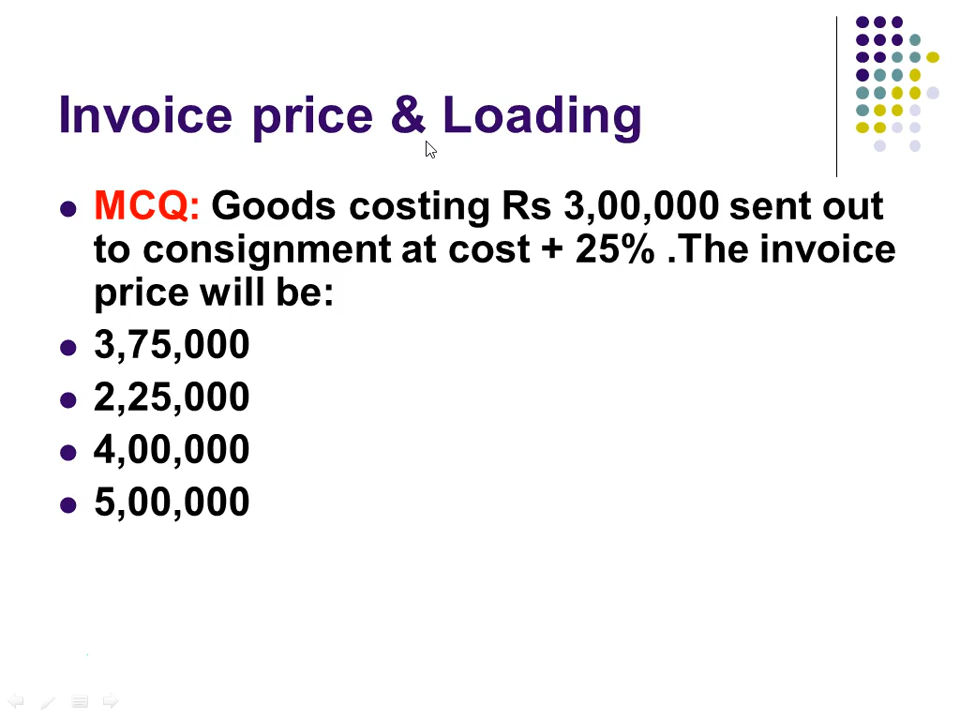 Invoice price & Loading
MCQ: Goods costing Rs 3,00,000 sent out
to consignment at cost + 25% .The invoice
price will be:
3,75,000
2,25,000
4,00,000
5,00,000